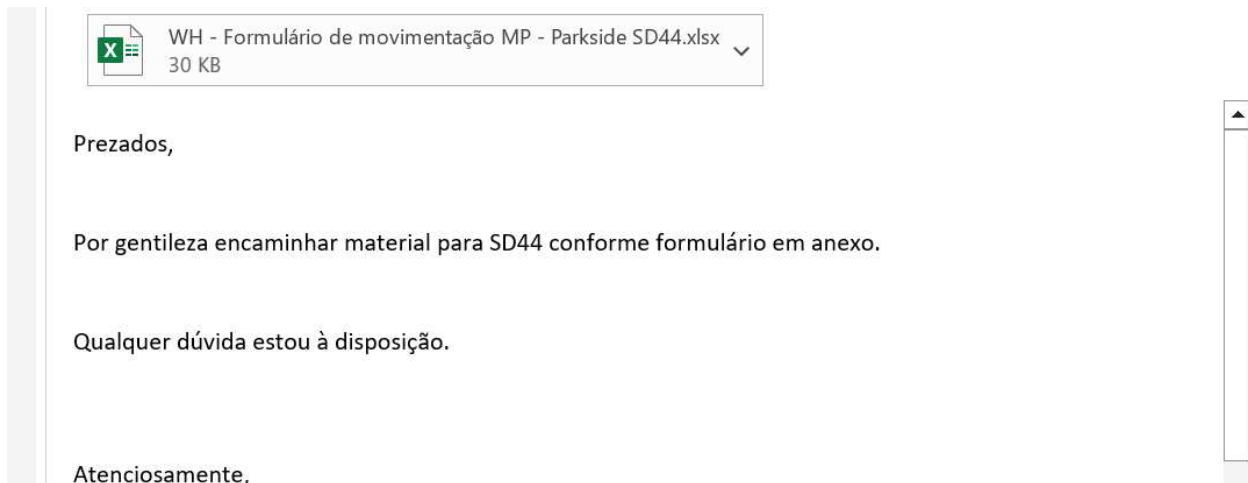 WH - Formulário de movimentação MP - Parkside SD44.xlsx
30 KB
Prezados,
Por gentileza encaminhar material para SD44 conforme formulário em anexo.
Qualquer dúvida estou à disposição.
Atenciosamente,